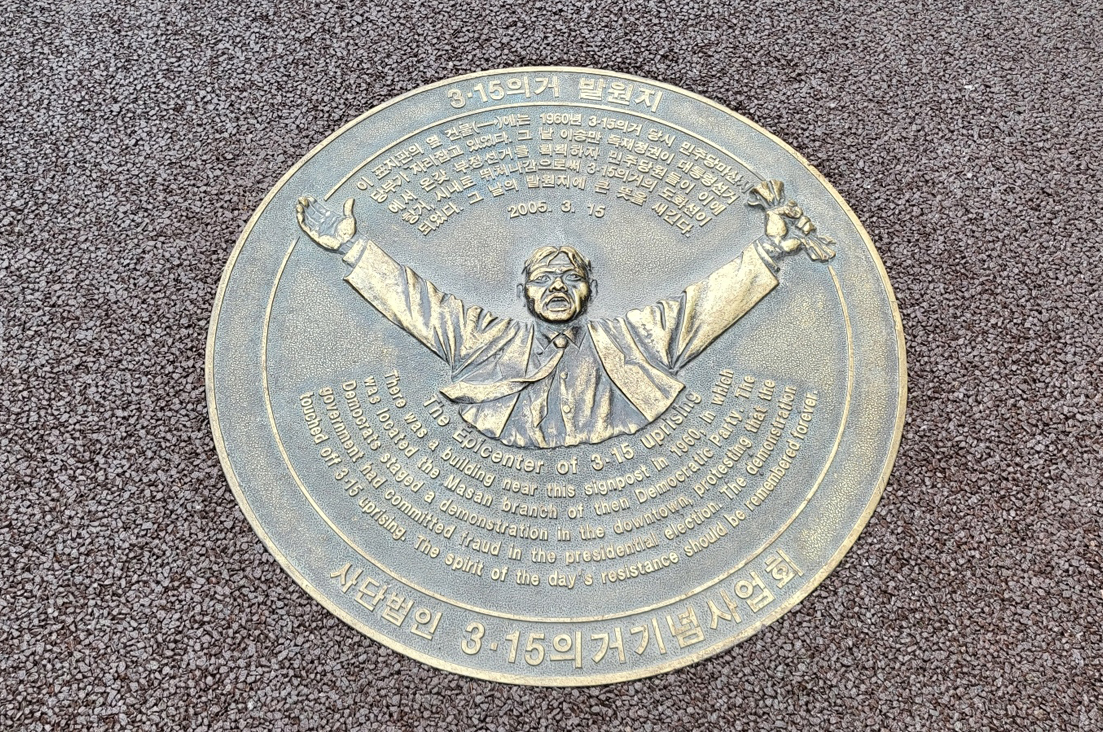 3·15의거 발원지
이 표지판의 옆 건물(→)에는 1960년 3·15의거 당시 민주당마산시
당부가 자리잡고 있었다. 그 날 이승만 독재정권이 대통령선거
에서 온갖 부정선거를 획책하자 민주당원들이 이에
항거, 시내로 뛰쳐나감으로써 3·15의거의 도화선이
되었다. 그 날의 발원지에 큰 뜻을 새긴다.
2005. 3. 15
The Epicenter of 3·15 uprising
There was a building near this signpost in 1960, in which
was located the Masan branch of then Democratic Party. The
Democrats staged a demonstration in the downtown, protesting that the
government had committed fraud in the presidential election. The demonstration
touched off 3·15 uprising. The spirit of the day's resistance should be remembered forever.
사단법인 3·15의거기념사업회